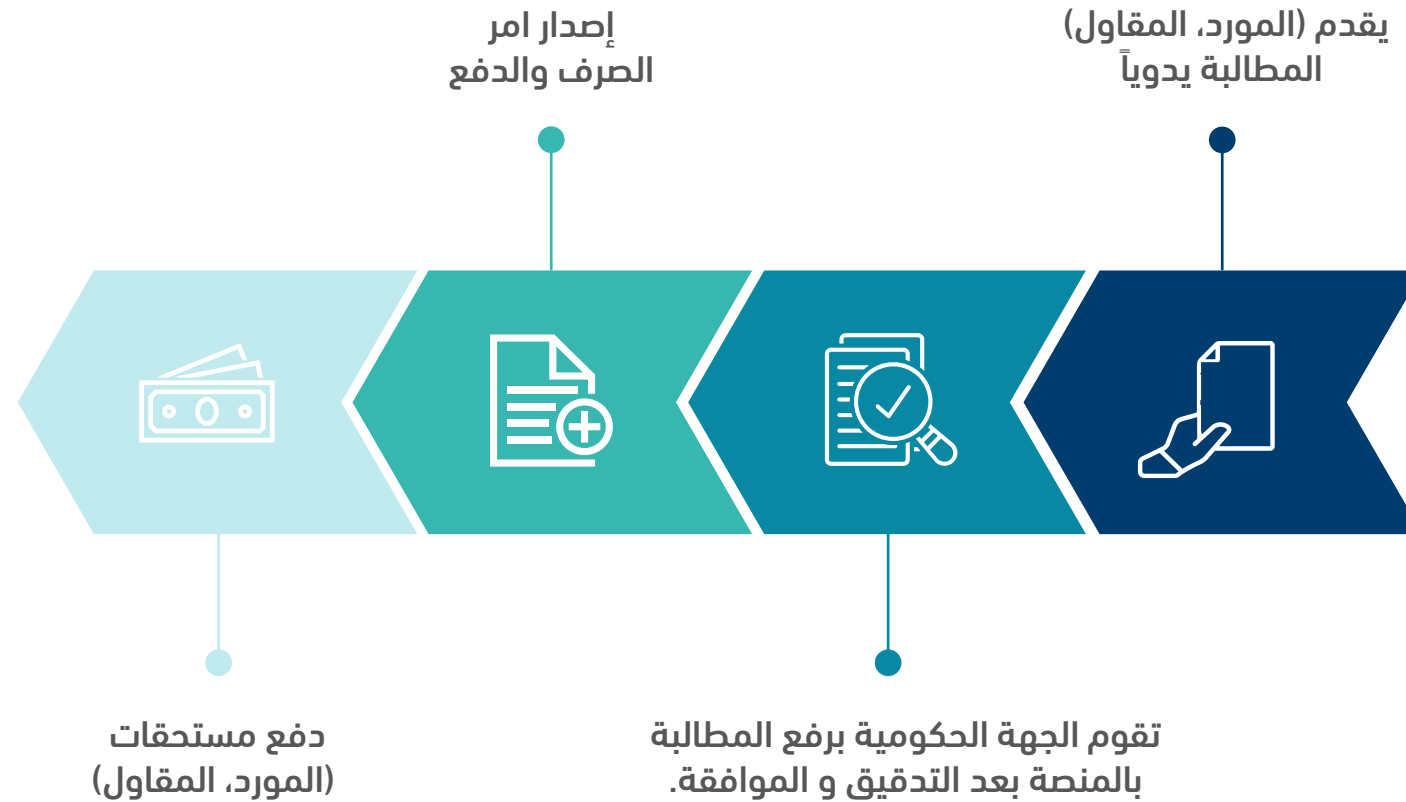 يقدم (المورد، المقاول)
المطالبة يدوياً
تقوم الجهة الحكومية برفع المطالبة
بالمنصة بعد التدقيق و الموافقة.
إصدار امر
الصرف والدفع
دفع مستحقات
(المورد، المقاول)